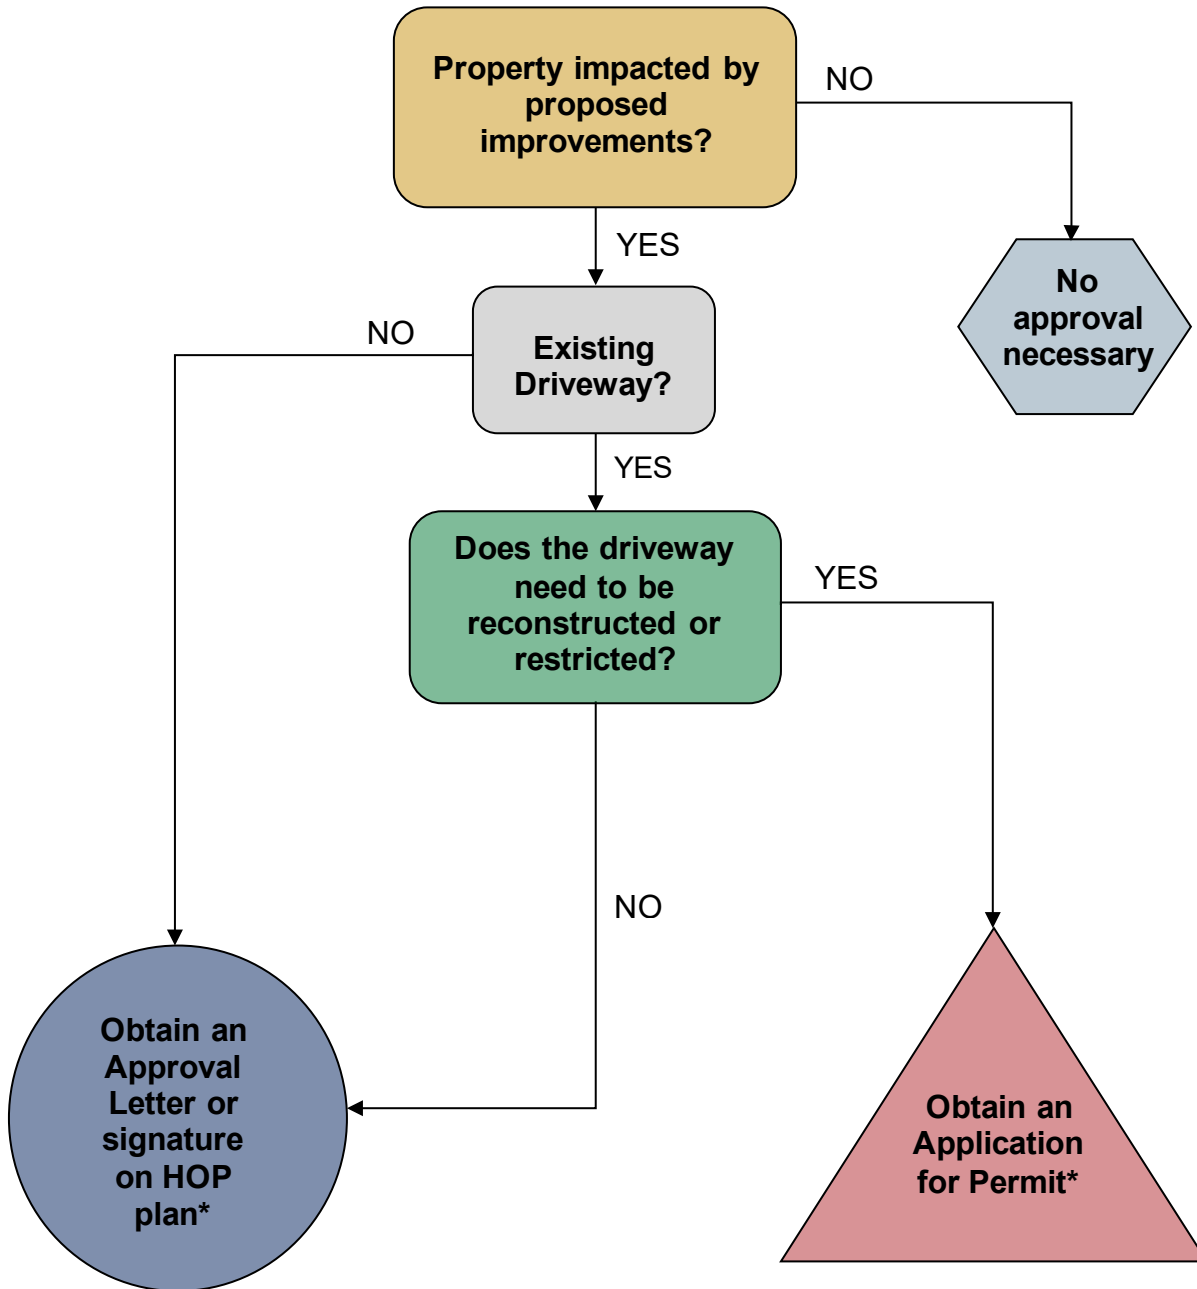 Property impacted by
proposed
improvements?
NO
YES
No
approval
necessary
NO
Existing
Driveway?
YES
Does the driveway
need to be
reconstructed or
restricted?
YES
NO
Obtain an
Approval
Letter or
signature
on HOP
plan*
Obtain an
Application
for Permit*